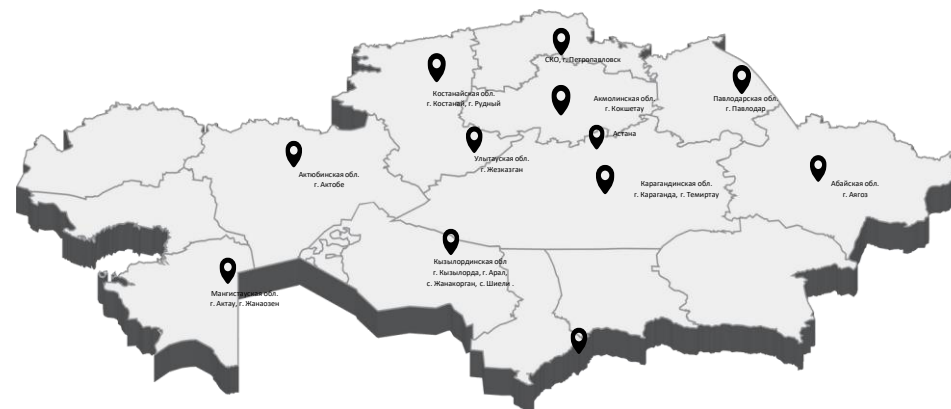 СКО, г.Петропавловск
Костанайская обл.
г. Костанай, г. Рудный
Акмолинская обл.
г. Кокшетау
Павлодарская обл.
г. Павлодар
Астана
Улытауская обл.
г. Жезказган
Актюбинская обл.
г. Актобе
Карагандинская обл.
г. Караганда, г. Темиртау
Абайская обл.
г. Аягоз
Кызылординская обл
г. Кызылорда, г. Арал,
с. Жанакорган, с. Шиели .
Мангистауская обл.
г. Актау, г. Жанаозен